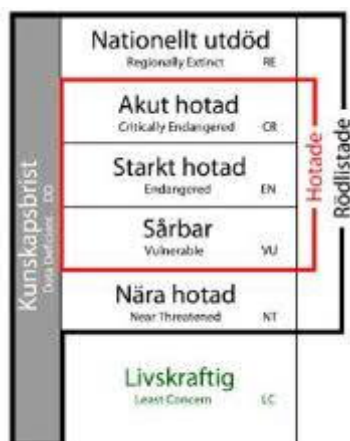 Nationellt utdöd
Regionally Extinct RE
Akut hotad
Critically Endangered CR
Starkt hotad
Endangered EN
Sårbar
Vulnerable VU
Nära hotad
Near Threatened NT
Livskraftig
Least Concern LC
Kunskapsbrist
Data Deficient DD
Hotade
Rödlistade